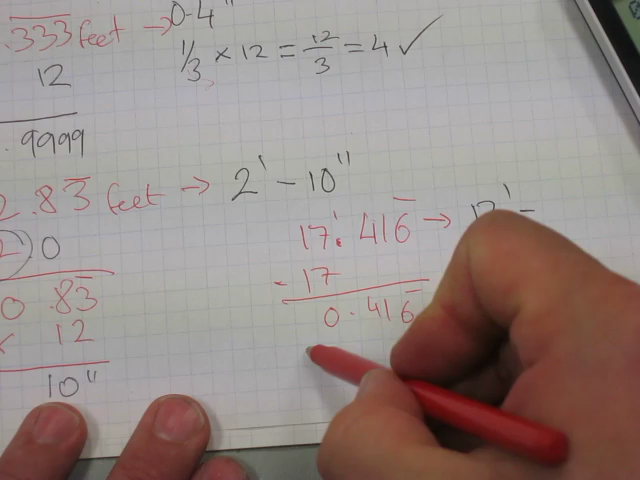 .333 feet → 0-4"
1/3 × 12 = 12/3 = 4 ✓
12
.9999
2.83 feet → 2' - 10"
17.416 → 17' -
2.0
- 17
0.83
0.416
× 12
10"